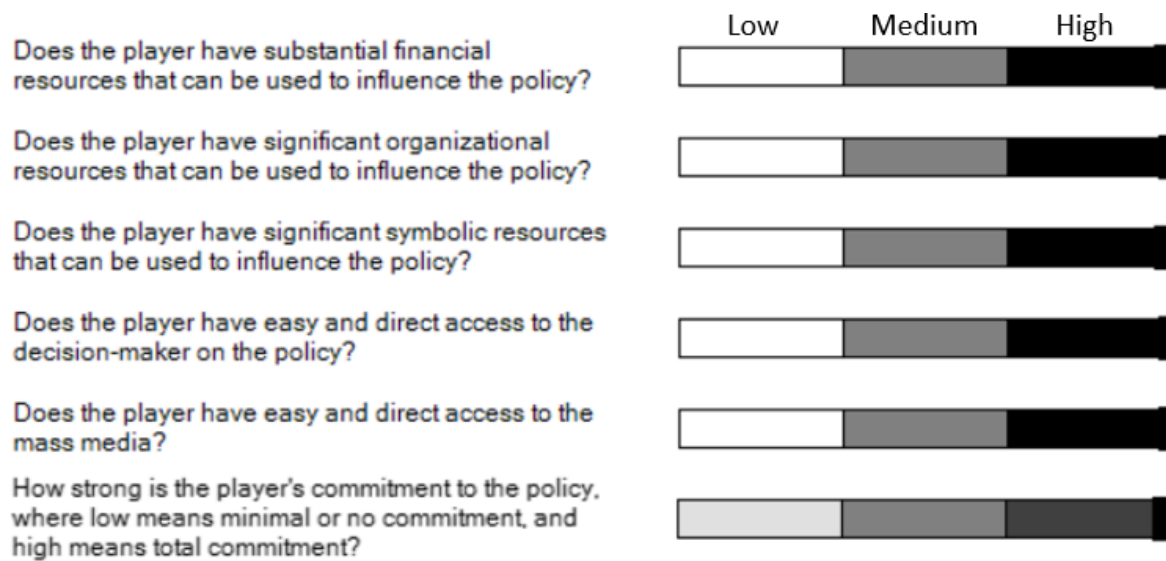 Low Medium High
Does the player have substantial financial
resources that can be used to influence the policy?
Does the player have significant organizational
resources that can be used to influence the policy?
Does the player have significant symbolic resources
that can be used to influence the policy?
Does the player have easy and direct access to the
decision-maker on the policy?
Does the player have easy and direct access to the
mass media?
How strong is the player's commitment to the policy,
where low means minimal or no commitment, and
high means total commitment?